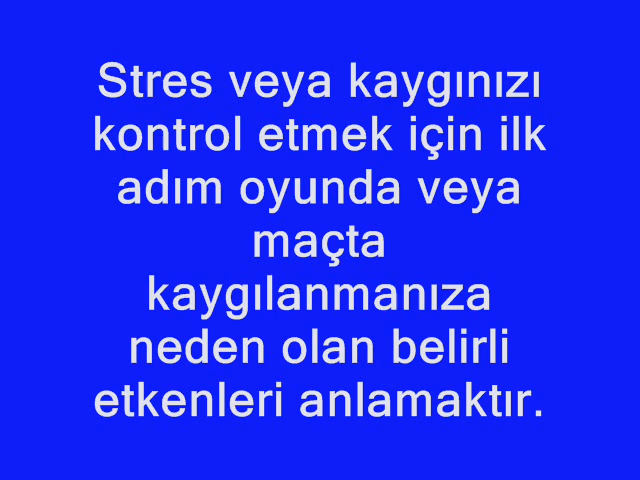 Stres veya kaygınızı
kontrol etmek için ilk
adım oyunda veya
maçta
kaygılanmanıza
neden olan belirli
etkenleri anlamaktır.